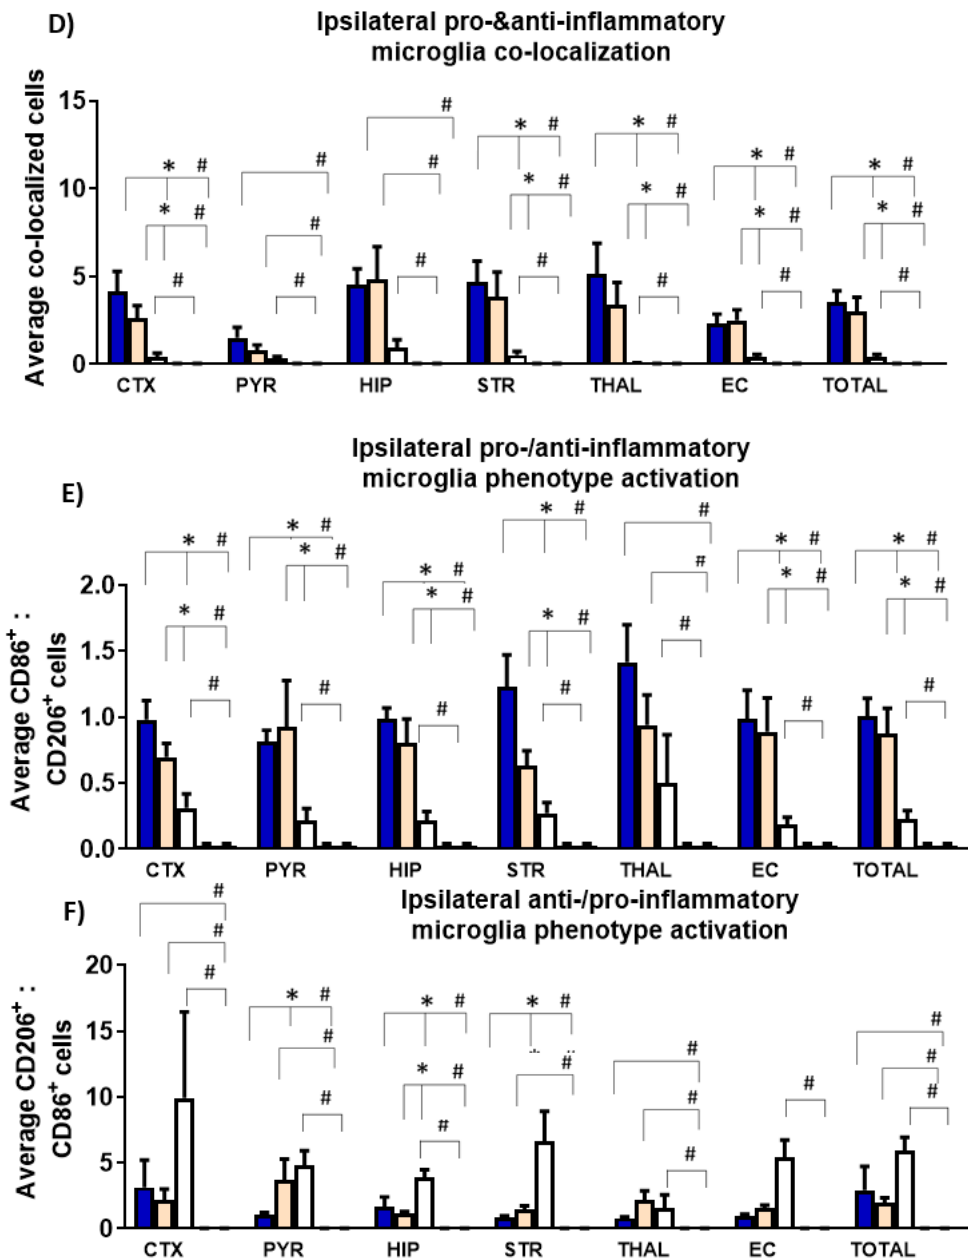 D)
Ipsilateral pro-&anti-inflammatory
microglia co-localization
Average co-localized cells
15
10
5
0
# # * # * # * # * # * # #
* # # * # * # * # * #
# # # # # # #
CTX PYR HIP STR THAL EC TOTAL
E)
Ipsilateral pro-/anti-inflammatory
microglia phenotype activation
Average CD86⁺ :
CD206⁺ cells
2.0
1.5
1.0
0.5
0.0
* # * # * # * # # * # * #
* # * # * # * # # * # * #
# # # # # # #
CTX PYR HIP STR THAL EC TOTAL
F)
Ipsilateral anti-/pro-inflammatory
microglia phenotype activation
Average CD206⁺ :
CD86⁺ cells
20
15
10
5
0
# * # * # * # # # #
# # * # # # #
# # # # #
CTX PYR HIP STR THAL EC TOTAL